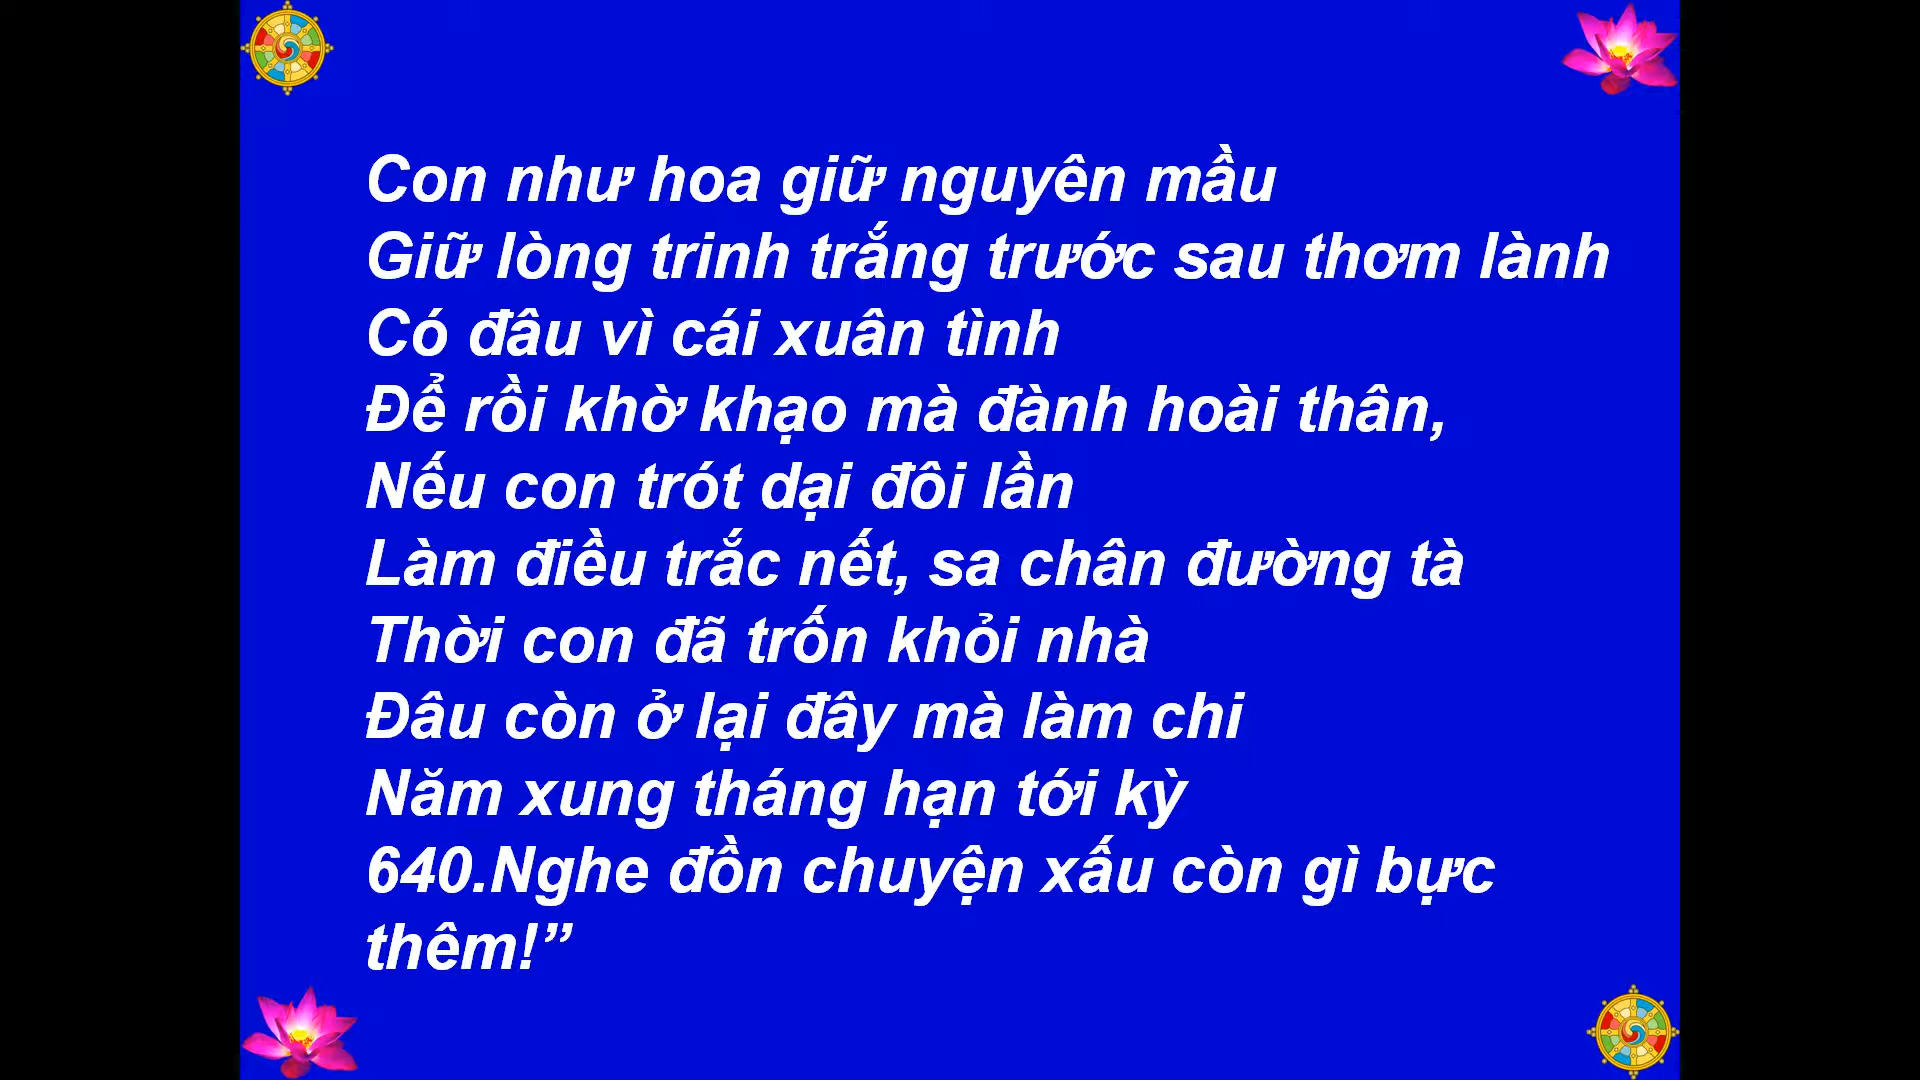 Con như hoa giữ nguyên mầu
Giữ lòng trinh trắng trước sau thơm lành
Có đâu vì cái xuân tình
Để rồi khờ khạo mà đành hoài thân,
Nếu con trót dại đôi lần
Làm điều trắc nết, sa chân đường tà
Thời con đã trốn khỏi nhà
Đâu còn ở lại đây mà làm chi
Năm xung tháng hạn tới kỳ
640.Nghe đồn chuyện xấu còn gì bực
thêm!”